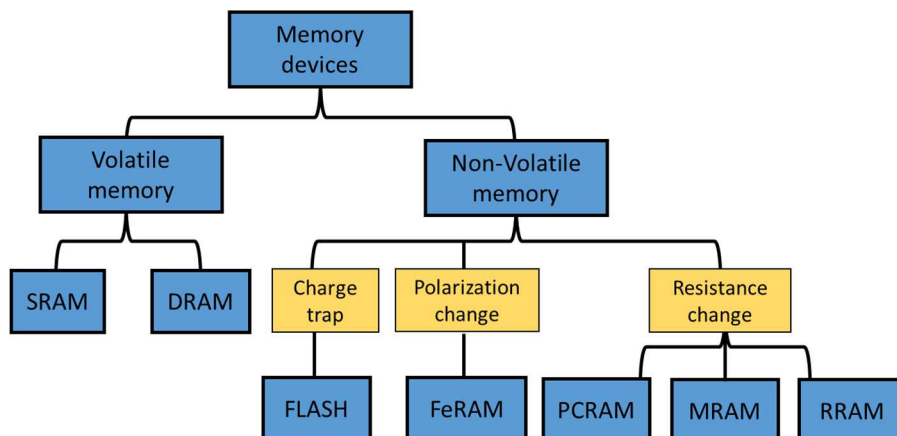 Memory
devices
Volatile
memory
Non-Volatile
memory
SRAM
DRAM
Charge
trap
Polarization
change
Resistance
change
FLASH
FeRAM
PCRAM
MRAM
RRAM